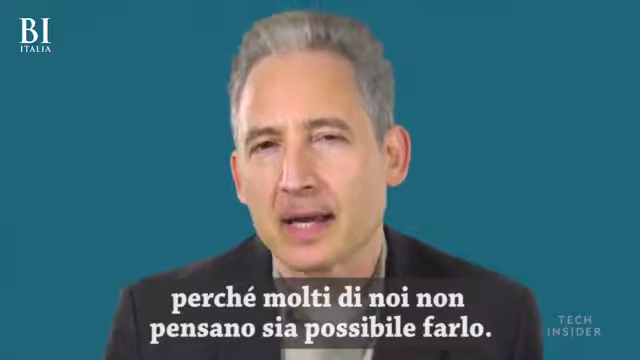 BI
ITALIA
perché molti di noi non
pensano sia possibile farlo.
TECH
INSIDER